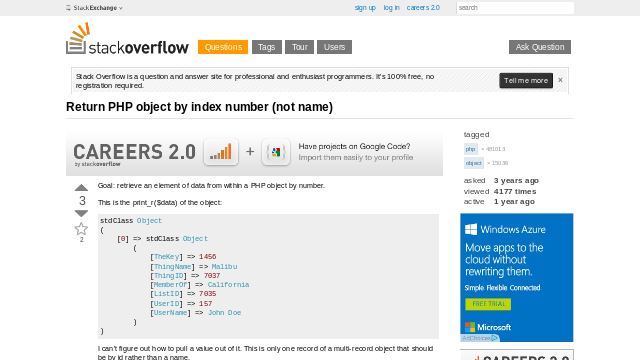 StackExchange
sign up
log in
careers 2.0
search
stackoverflow
Questions
Tags
Tour
Users
Ask Question
Stack Overflow is a question and answer site for professional and enthusiast programmers. It's 100% free, no
registration required.
Tell me more
×
Return PHP object by index number (not name)
CAREERS 2.0
by stackoverflow
+
Have projects on Google Code?
Import them easily to your profile
tagged
php × 481013
object × 15036
asked 3 years ago
viewed 4177 times
active 1 year ago
3
2
Goal: retrieve an element of data from within a PHP object by number.
This is the print_r($data) of the object:
stdClass Object
(
[0] => stdClass Object
(
[TheKey] => 1456
[ThingName] => Malibu
[ThingID] => 7037
[MemberOf] => California
[ListID] => 7035
[UserID] => 157
[UserName] => John Doe
)
)
I can't figure out how to pull a value out of it. This is only one record of a multi-record object that should
be by id rather than a name.
Windows Azure
Move apps to the
cloud without
rewriting them.
Simple. Flexible. Connected
FREE TRIAL
Microsoft
AdChoices
CAREERS 2.0